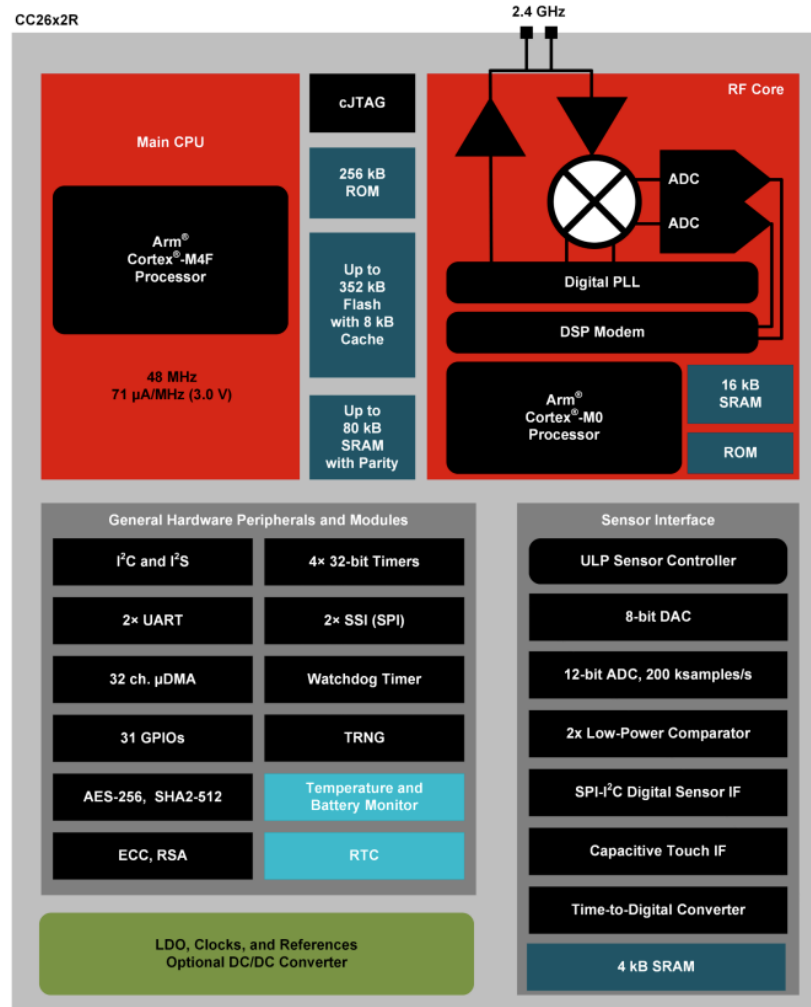 CC26x2R
2.4 GHz
Main CPU
Arm®
Cortex®-M4F
Processor
48 MHz
71 µA/MHz (3.0 V)
cJTAG
256 kB
ROM
Up to
352 kB
Flash
with 8 kB
Cache
Up to
80 kB
SRAM
with Parity
RF Core
ADC
ADC
Digital PLL
DSP Modem
Arm®
Cortex®-M0
Processor
16 kB
SRAM
ROM
General Hardware Peripherals and Modules
I²C and I²S
4× 32-bit Timers
2× UART
2× SSI (SPI)
32 ch. µDMA
Watchdog Timer
31 GPIOs
TRNG
AES-256, SHA2-512
Temperature and
Battery Monitor
ECC, RSA
RTC
LDO, Clocks, and References
Optional DC/DC Converter
Sensor Interface
ULP Sensor Controller
8-bit DAC
12-bit ADC, 200 ksamples/s
2x Low-Power Comparator
SPI-I²C Digital Sensor IF
Capacitive Touch IF
Time-to-Digital Converter
4 kB SRAM